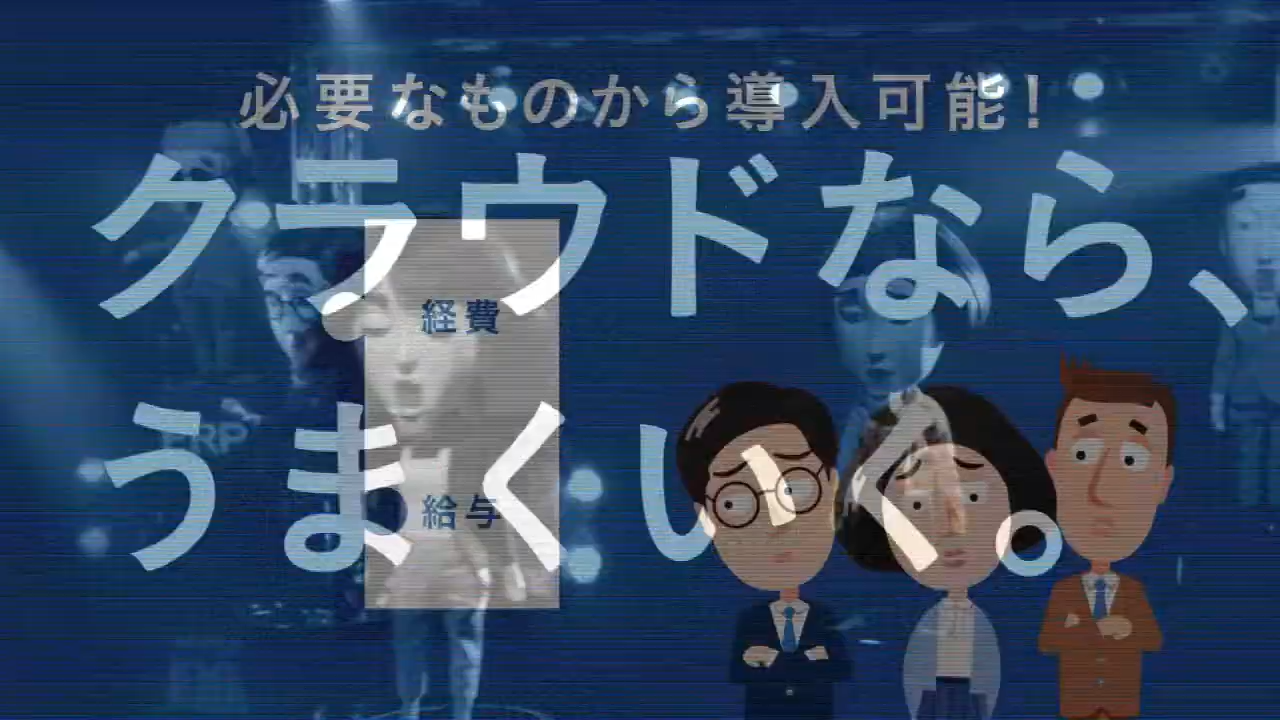 必要なものから導入可能!
クラウドなら、
経費
うまくいく。
ERP
給与